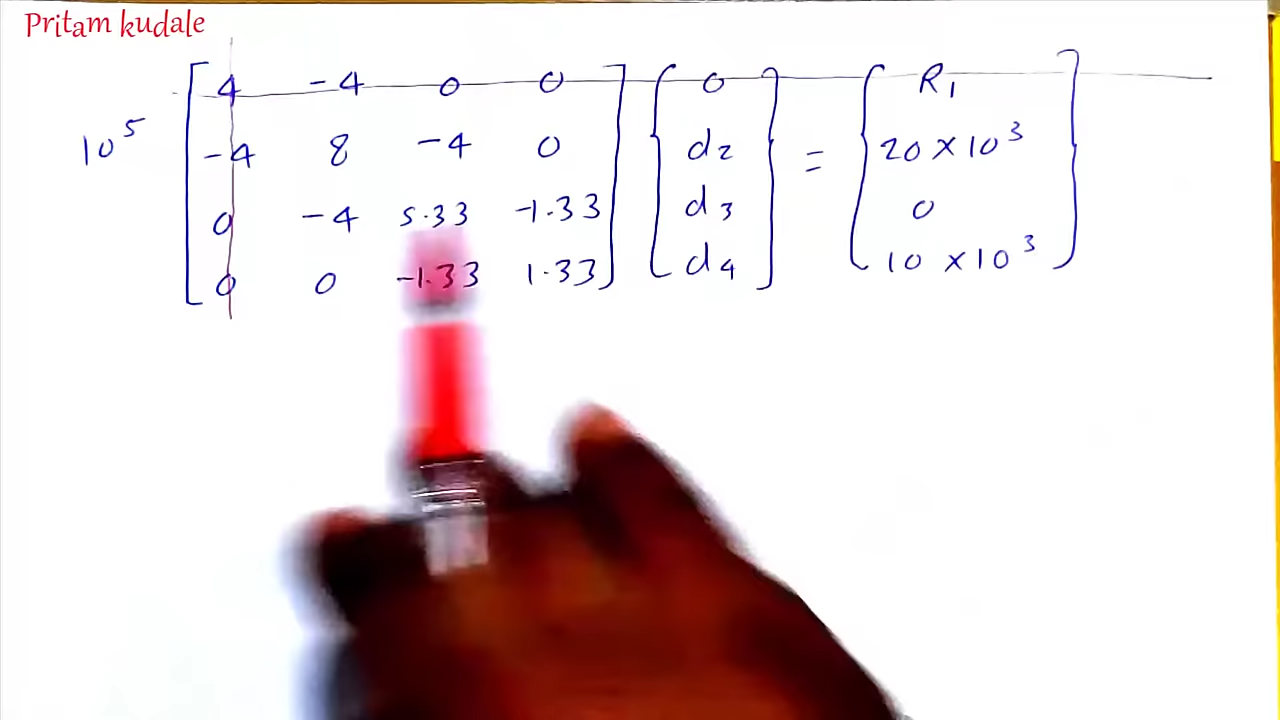 Pritam kudale
4 -4 0 0 0 R1
10^5 -4 8 -4 0 d2 = 20 × 10^3
0 -4 5.33 -1.33 d3 0
0 0 -1.33 1.33 d4 10 × 10^3